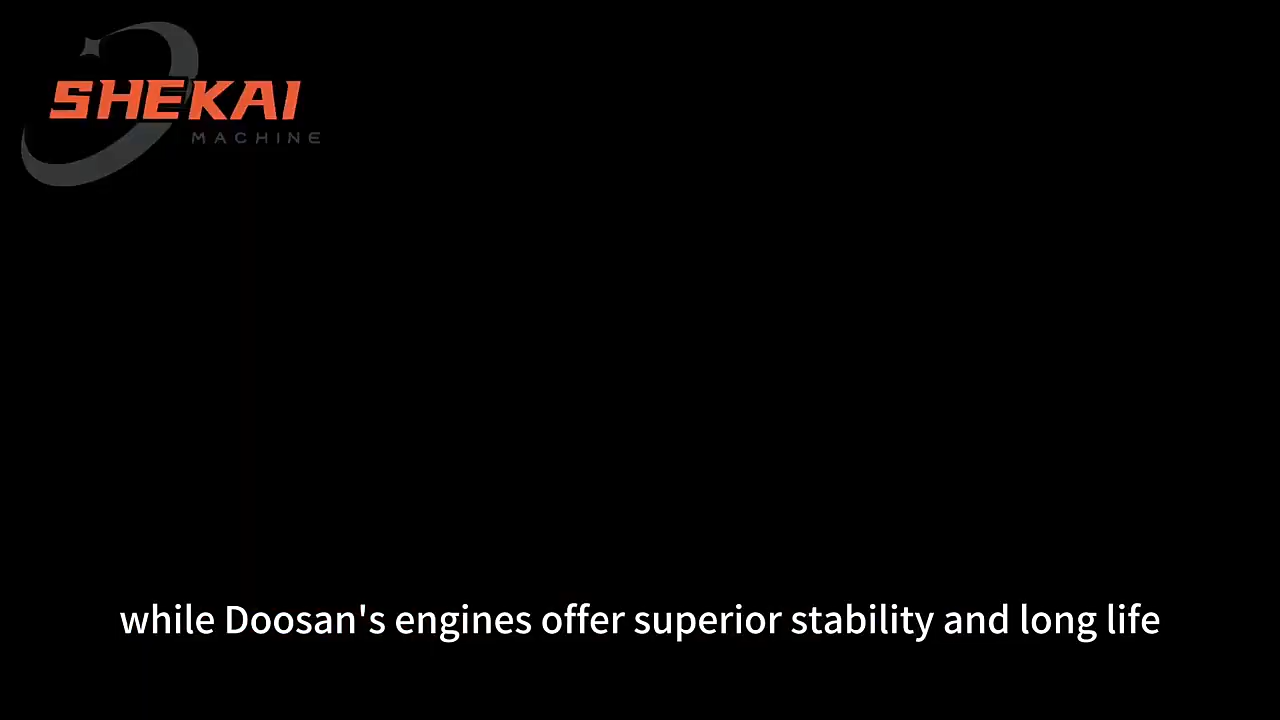 SHEKAI
MACHINE
while Doosan's engines offer superior stability and long life